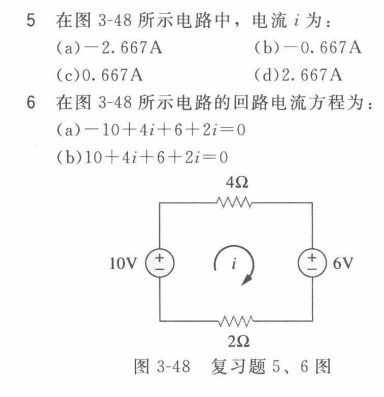 5 在图 3-48 所示电路中，电流 i 为：
(a)－2.667A (b)－0.667A
(c)0.667A (d)2.667A
6 在图 3-48 所示电路的回路电流方程为：
(a)－10＋4i＋6＋2i＝0
(b)10＋4i＋6＋2i＝0
4Ω
10V + − i + − 6V
2Ω
图 3-48 复习题 5、6 图